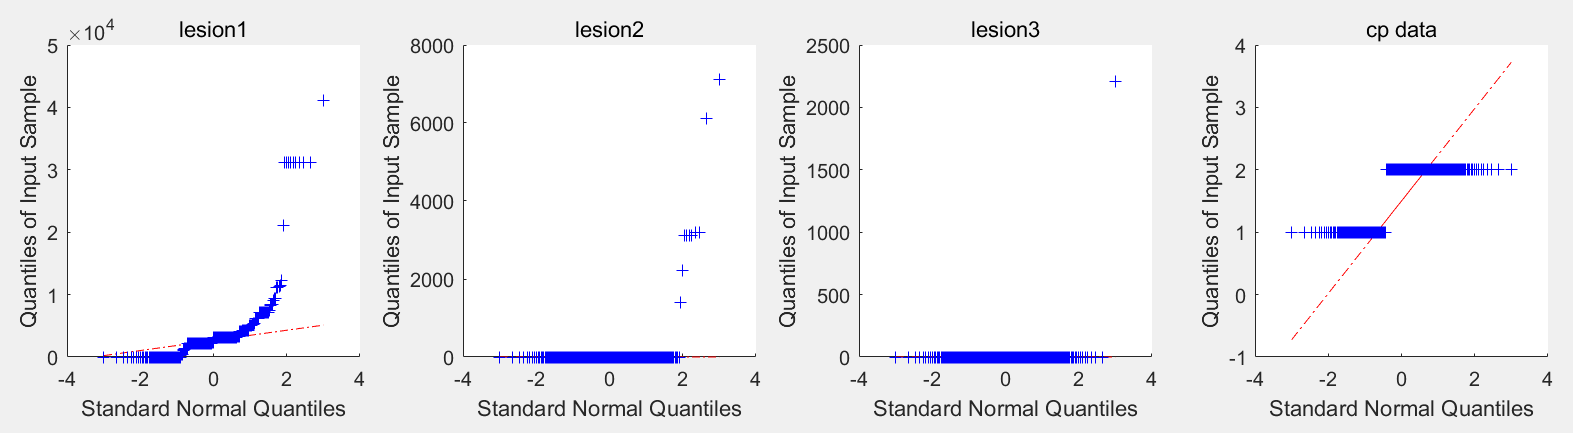 lesion1
×10^4
5
4
3
2
1
0
-4 -2 0 2 4
Quantiles of Input Sample
Standard Normal Quantiles
lesion2
8000
6000
4000
2000
0
-4 -2 0 2 4
Quantiles of Input Sample
Standard Normal Quantiles
lesion3
2500
2000
1500
1000
500
0
-4 -2 0 2 4
Quantiles of Input Sample
Standard Normal Quantiles
cp data
4
3
2
1
0
-1
-4 -2 0 2 4
Quantiles of Input Sample
Standard Normal Quantiles